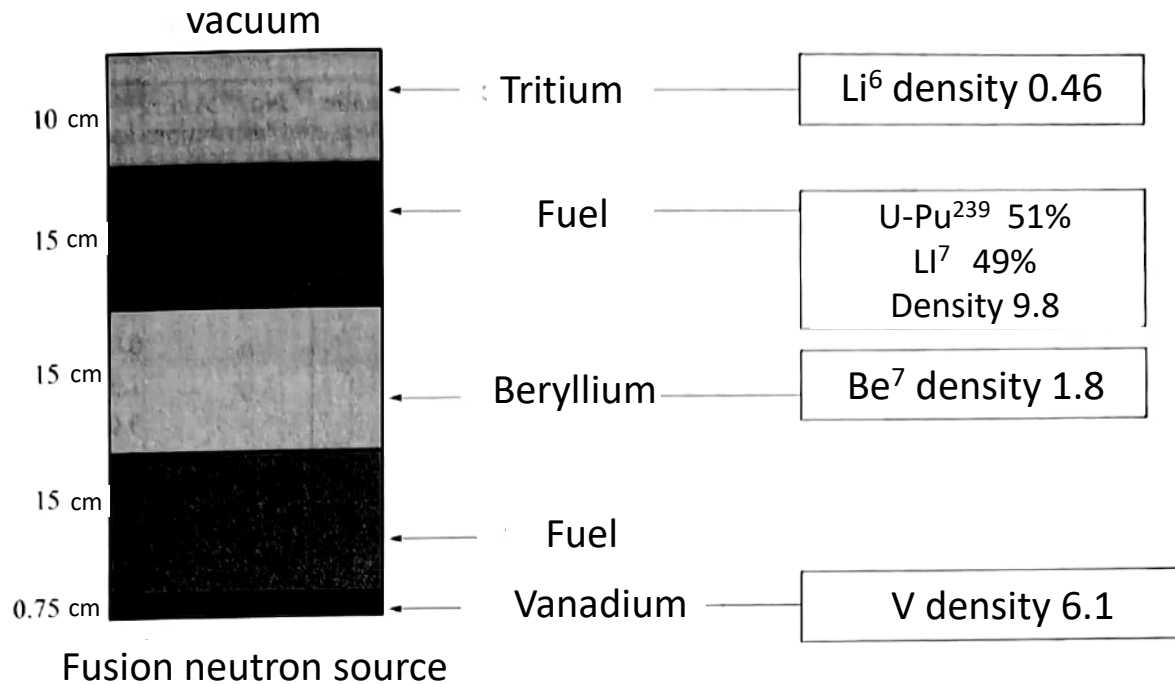 vacuum
10 cm
Tritium
Li⁶ density 0.46
15 cm
Fuel
U-Pu²³⁹ 51%
LI⁷ 49%
Density 9.8
15 cm
Beryllium
Be⁷ density 1.8
15 cm
Fuel
0.75 cm
Vanadium
V density 6.1
Fusion neutron source